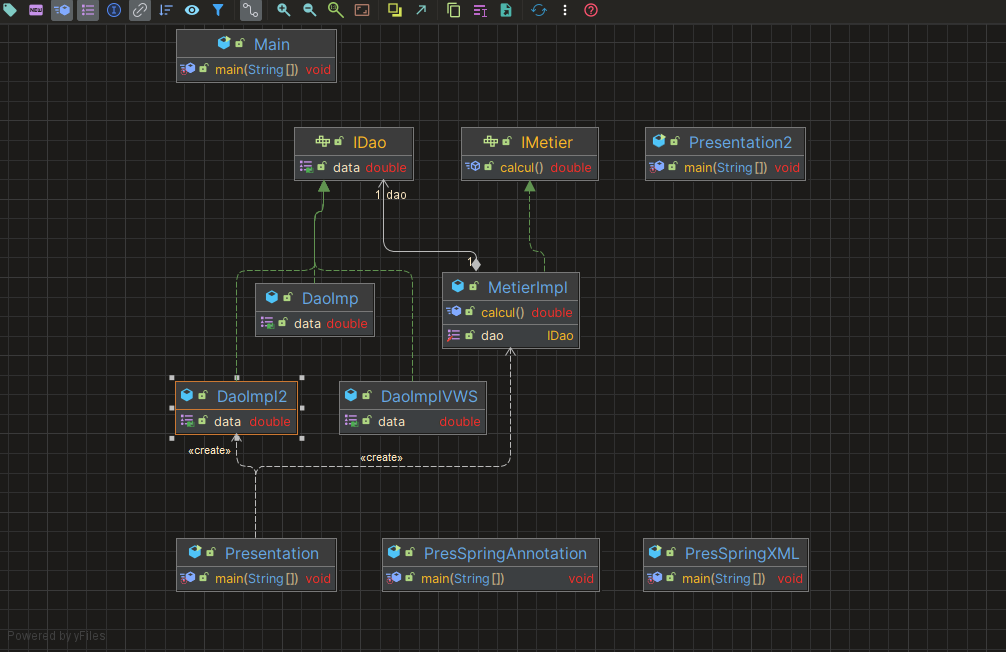 NEW
Main
main(String[]) void
IDao
data double
IMetier
calcul() double
Presentation2
main(String[]) void
1 dao
1
DaoImp
data double
MetierImpl
calcul() double
dao IDao
DaoImpl2
data double
DaoImplVWS
data double
«create»
«create»
Presentation
main(String[]) void
PresSpringAnnotation
main(String[]) void
PresSpringXML
main(String[]) void
Powered by yFiles